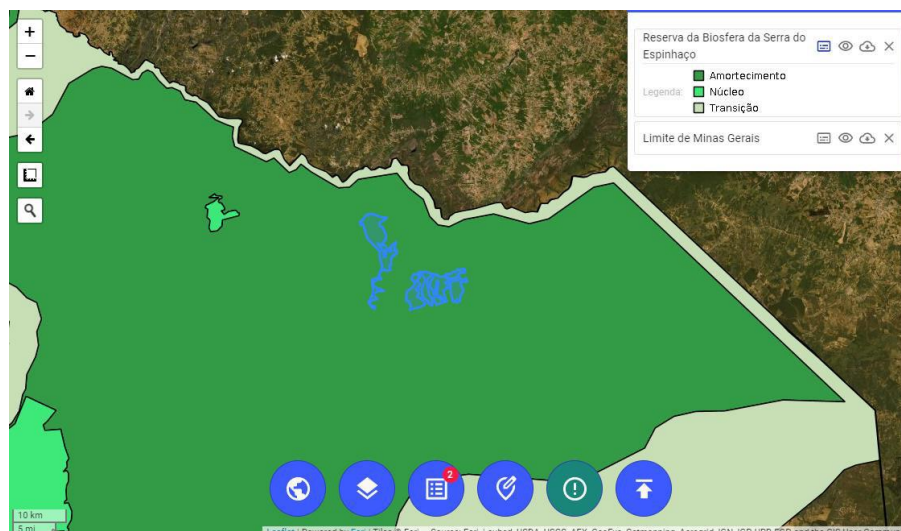 +
−
Reserva da Biosfera da Serra do
Espinhaço
Legenda:
Amortecimento
Núcleo
Transição
Limite de Minas Gerais
2
10 km
5 mi